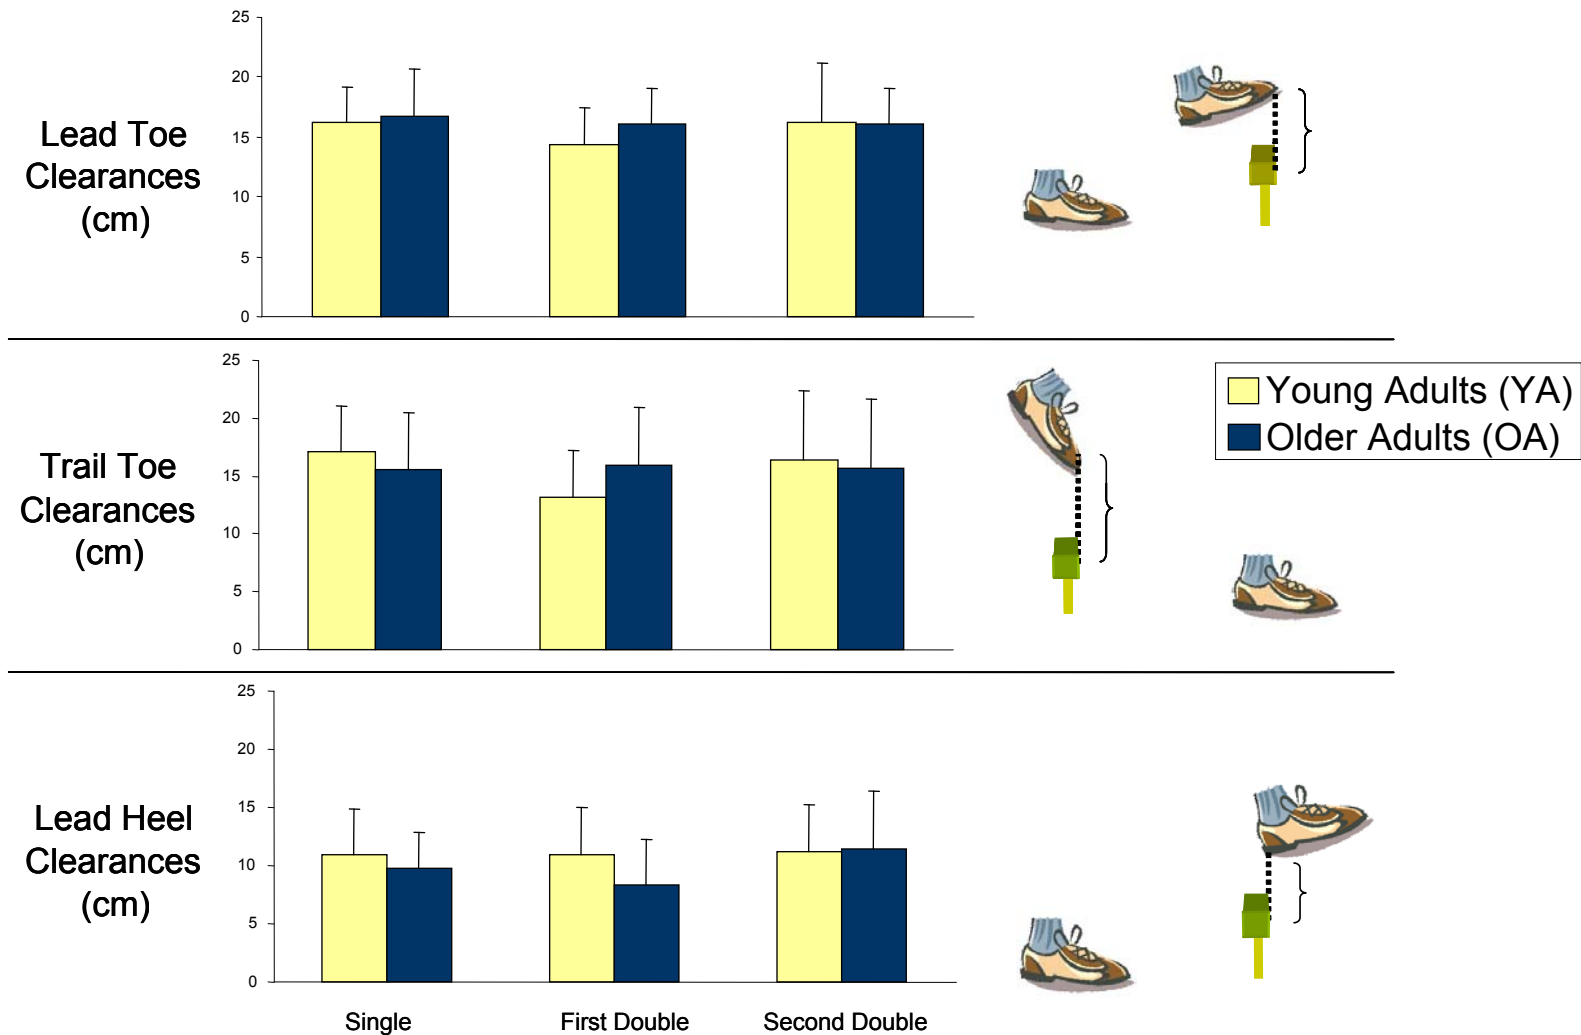 25
20
15
10
5
0
Lead Toe
Clearances
(cm)
25
20
15
10
5
0
Trail Toe
Clearances
(cm)
Young Adults (YA)
Older Adults (OA)
25
20
15
10
5
0
Lead Heel
Clearances
(cm)
Single First Double Second Double